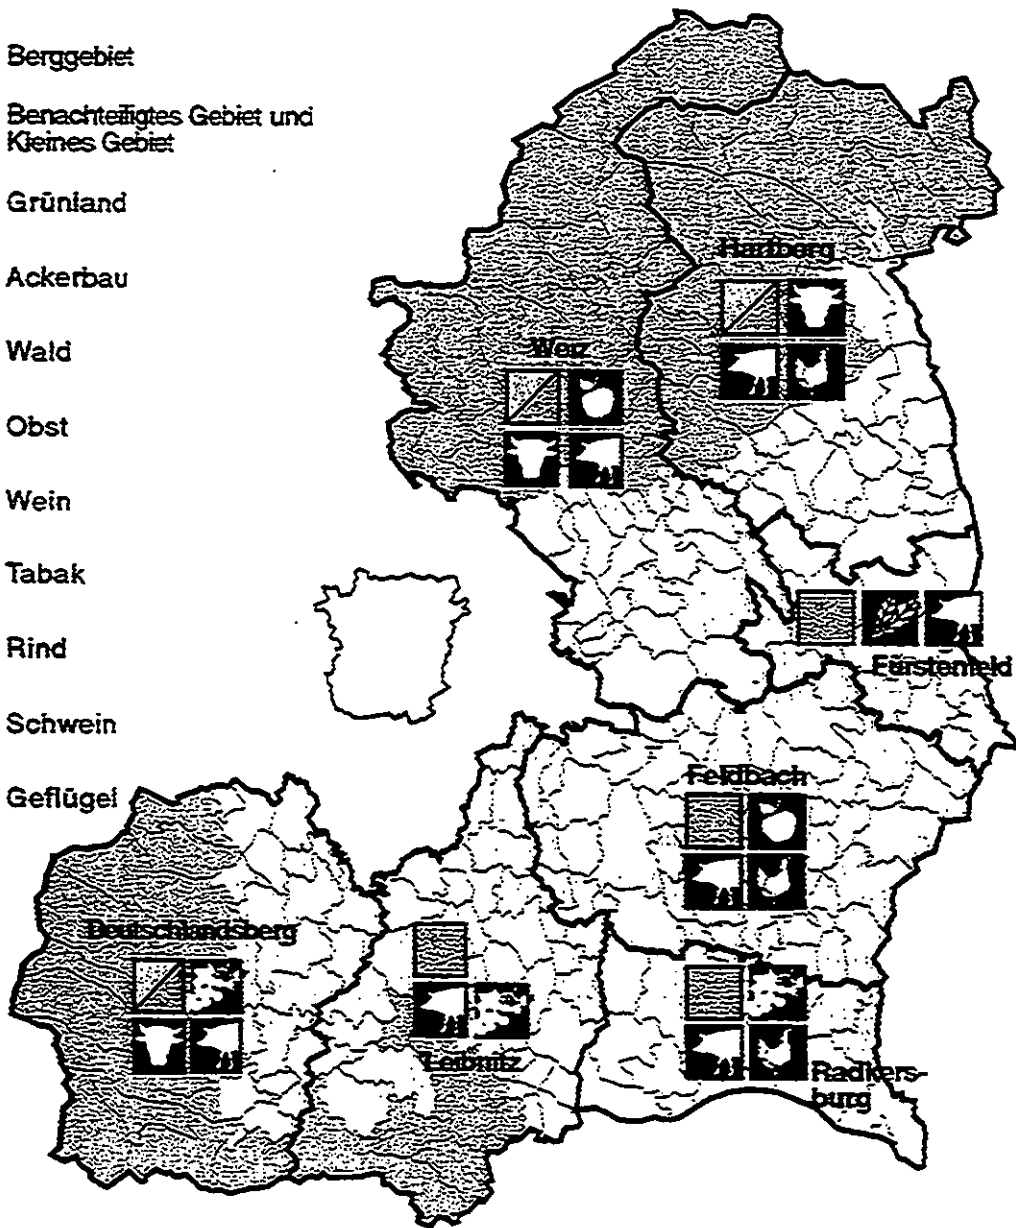 Berggebiet
Benachteiligtes Gebiet und
Kleines Gebiet
Grünland
Ackerbau
Wald
Obst
Wein
Tabak
Rind
Schwein
Geflügel
Hartberg
Weiz
Fürstenfeld
Feldbach
Deutschlandsberg
Leibnitz
Radkers-
burg